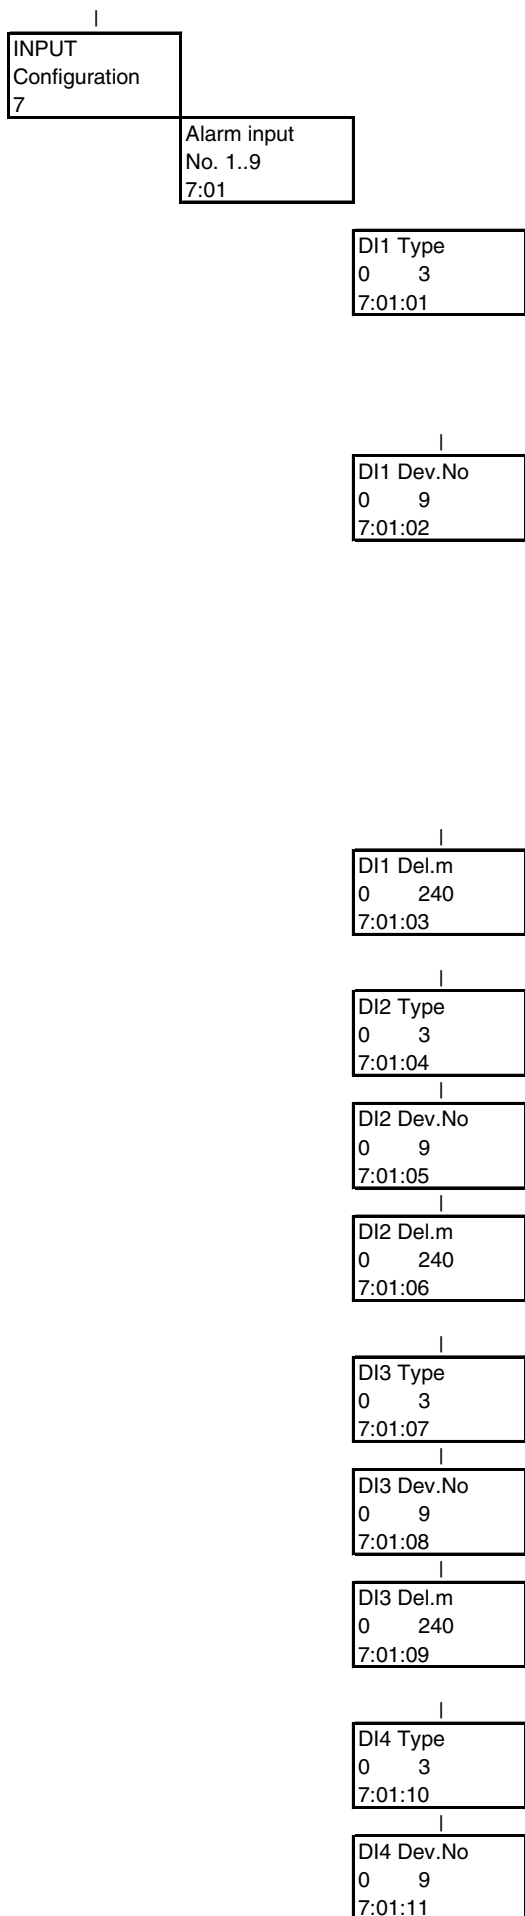 INPUT
Configuration
7
Alarm input
No. 1..9
7:01
DI1 Type
0 3
7:01:01
DI1 Dev.No
0 9
7:01:02
DI1 Del.m
0 240
7:01:03
DI2 Type
0 3
7:01:04
DI2 Dev.No
0 9
7:01:05
DI2 Del.m
0 240
7:01:06
DI3 Type
0 3
7:01:07
DI3 Dev.No
0 9
7:01:08
DI3 Del.m
0 240
7:01:09
DI4 Type
0 3
7:01:10
DI4 Dev.No
0 9
7:01:11